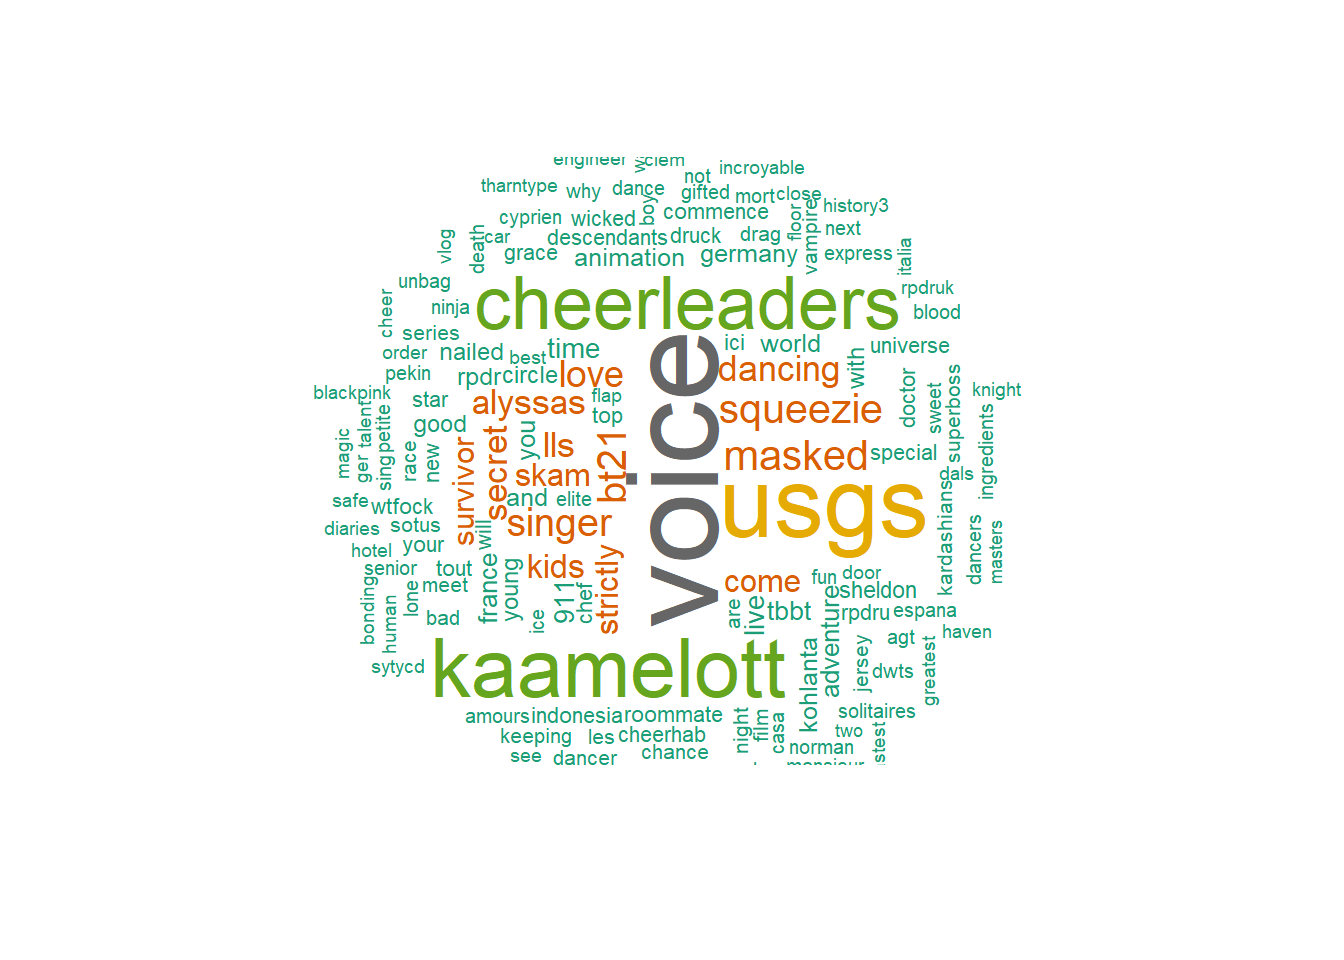 engineer
clem
incroyable
not
tharntype
why
dance
gifted
mort
close
cyprien
wicked
boy
commence
floor
vampire
history3
vlog
death
car
grace
descendants
animation
druck
germany
drag
next
express
italia
unbag
cheer
ninja
cheerleaders
rpdruk
blood
series
order
nailed
best
time
voice
ici
world
with
universe
pekin
rpdr
circle
love
dancing
doctor
sweet
superboss
knight
blackpink
star
alyssas
flap
top
squeezie
magic
ger
talent
sing
petite
good
race
new
survivor
secret
you
lls
bt21
masked
special
dals
ingredients
skam
and
elite
safe
wtfock
usgs
kardashians
dancers
masters
diaries
sotus
singer
hotel
your
will
senior
tout
kids
strictly
come
fun
door
sheldon
bonding
human
lone
meet
france
young
ice
911
chef
are
live
tbbt
adventure
rpdru
espana
bad
agt
haven
sytycd
kaamelott
kohlanta
jersey
dwts
greatest
amours
indonesia
roommate
night
film
casa
solitaires
keeping
les
cheerhab
two
see
dancer
chance
norman